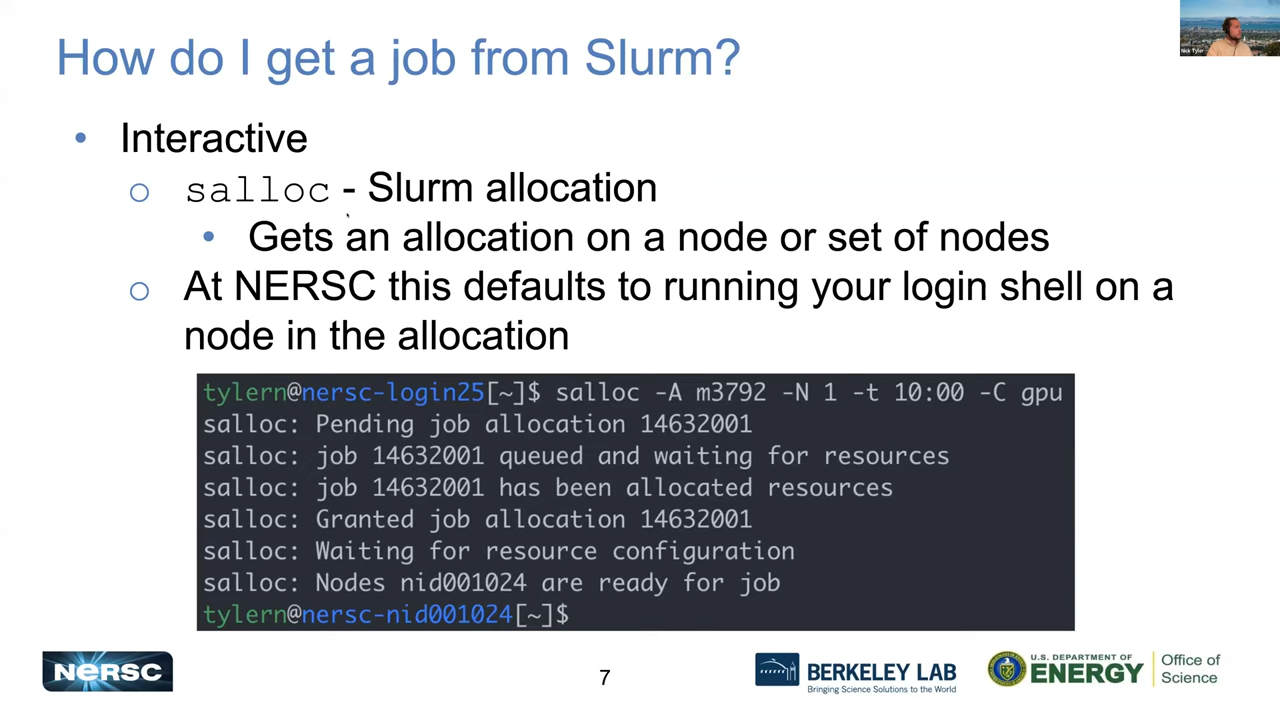 How do I get a job from Slurm?
Nick Tyler
• Interactive
○ salloc - Slurm allocation
• Gets an allocation on a node or set of nodes
○ At NERSC this defaults to running your login shell on a
node in the allocation
tylern@nersc-login25[~]$ salloc -A m3792 -N 1 -t 10:00 -C gpu
salloc: Pending job allocation 14632001
salloc: job 14632001 queued and waiting for resources
salloc: job 14632001 has been allocated resources
salloc: Granted job allocation 14632001
salloc: Waiting for resource configuration
salloc: Nodes nid001024 are ready for job
tylern@nersc-nid001024[~]$
NERSC
7
BERKELEY LAB
Bringing Science Solutions to the World
U.S. DEPARTMENT OF
ENERGY
Office of
Science